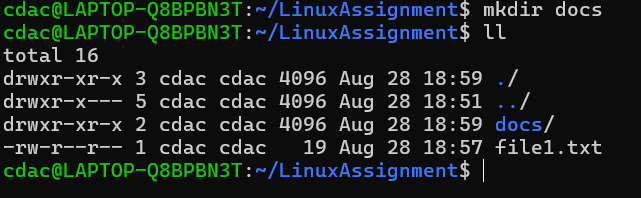 cdac@LAPTOP-Q8BPBN3T:~/LinuxAssignment$ mkdir docs
cdac@LAPTOP-Q8BPBN3T:~/LinuxAssignment$ ll
total 16
drwxr-xr-x 3 cdac cdac 4096 Aug 28 18:59 ./
drwxr-x--- 5 cdac cdac 4096 Aug 28 18:51 ../
drwxr-xr-x 2 cdac cdac 4096 Aug 28 18:59 docs/
-rw-r--r-- 1 cdac cdac   19 Aug 28 18:57 file1.txt
cdac@LAPTOP-Q8BPBN3T:~/LinuxAssignment$